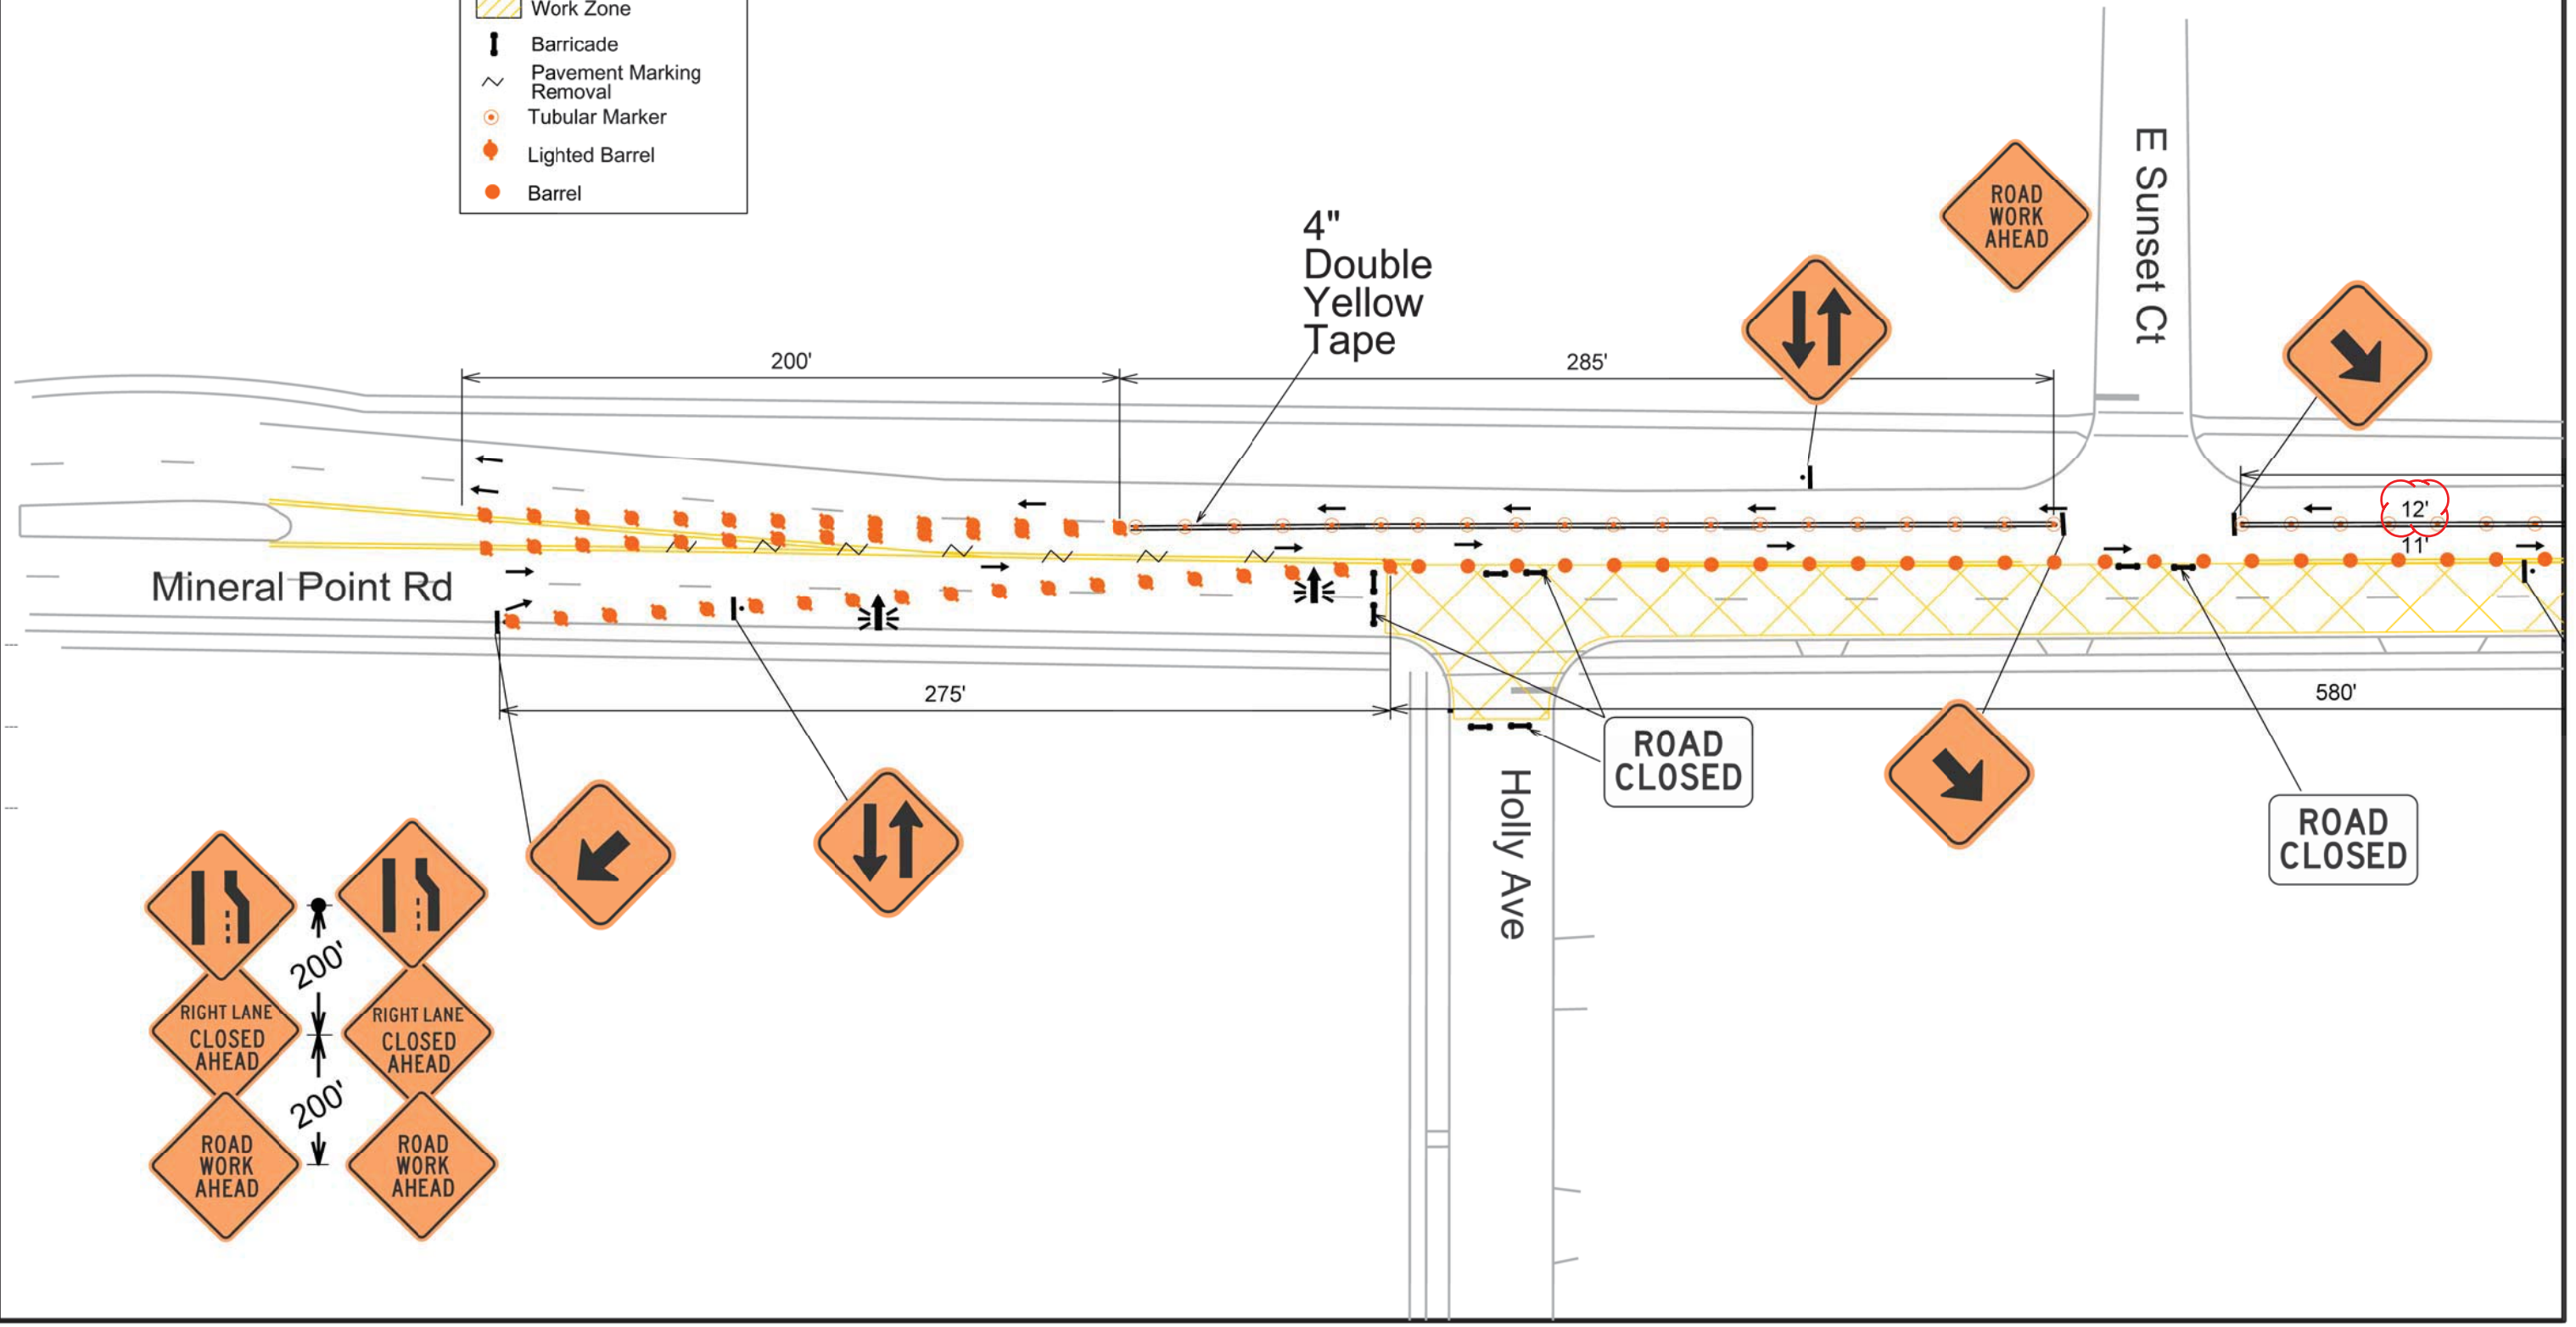 Work Zone
Barricade
Pavement Marking
Removal
Tubular Marker
Lighted Barrel
Barrel
4"
Double
Yellow
Tape
ROAD
WORK
AHEAD
E Sunset Ct
200'
285'
12'
11'
Mineral Point Rd
275'
580'
ROAD
CLOSED
ROAD
CLOSED
Holly Ave
200'
RIGHT LANE
CLOSED
AHEAD
RIGHT LANE
CLOSED
AHEAD
200'
ROAD
WORK
AHEAD
ROAD
WORK
AHEAD